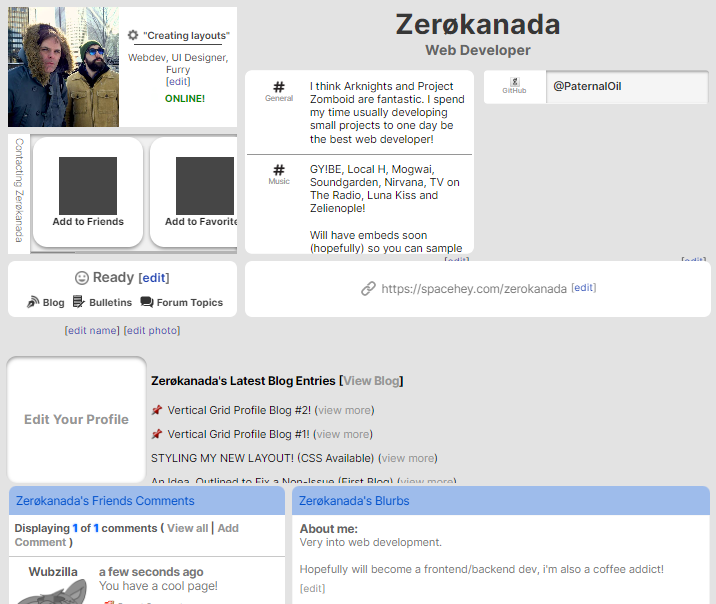 Zerøkanada
Web Developer
"Creating layouts"
Webdev, UI Designer,
Furry
[edit]
ONLINE!
Contacting Zerøkanada
Add to Friends
Add to Favorite
General
I think Arknights and Project
Zomboid are fantastic. I spend
my time usually developing
small projects to one day be
the best web developer!
Music
GY!BE, Local H, Mogwai,
Soundgarden, Nirvana, TV on
The Radio, Luna Kiss and
Zelienople!
Will have embeds soon
(hopefully) so you can sample
[edit]
GitHub
@PaternalOil
[edit]
Ready [edit]
Blog Bulletins Forum Topics
https://spacehey.com/zerokanada [edit]
[edit name] [edit photo]
Edit Your Profile
Zerøkanada's Latest Blog Entries [View Blog]
Vertical Grid Profile Blog #2! (view more)
Vertical Grid Profile Blog #1! (view more)
STYLING MY NEW LAYOUT! (CSS Available) (view more)
An Idea, Outlined to Fix a Non-Issue (First Blog) (view more)
Zerøkanada's Friends Comments
Displaying 1 of 1 comments ( View all | Add
Comment )
Wubzilla
a few seconds ago
You have a cool page!
Zerøkanada's Blurbs
About me:
Very into web development.
Hopefully will become a frontend/backend dev, i'm also a coffee addict!
[edit]